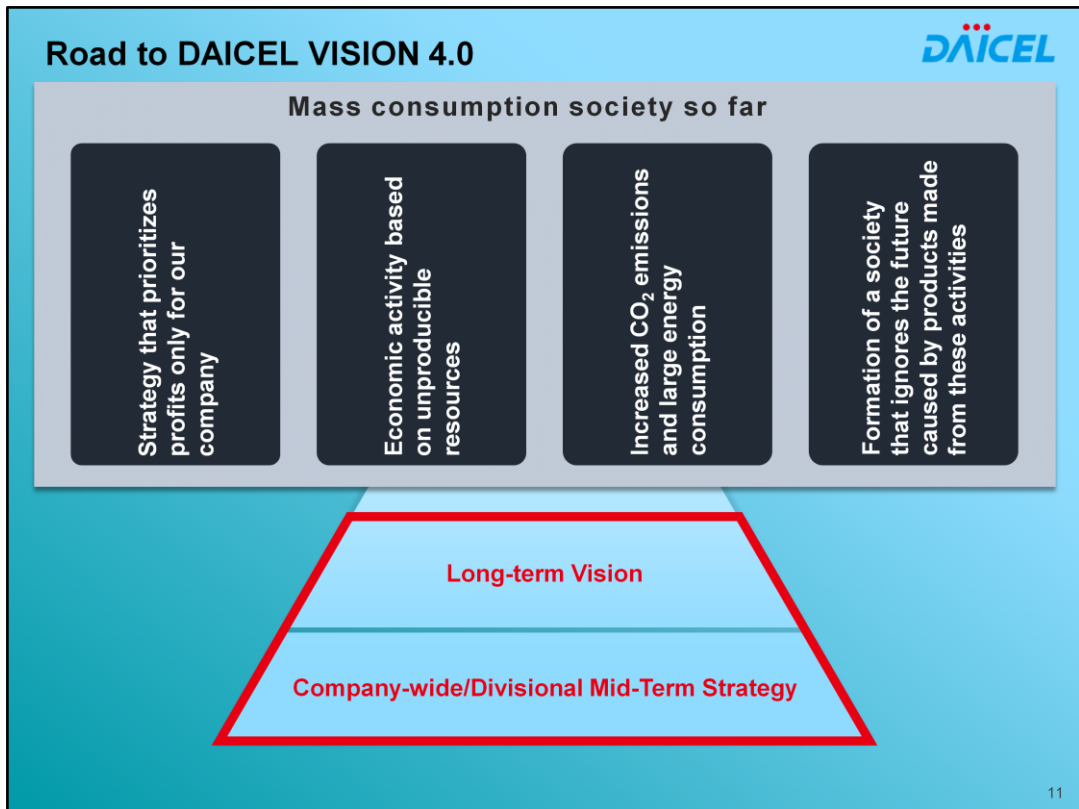 Road to DAICEL VISION 4.0
DAICEL
Mass consumption society so far
Strategy that prioritizes
profits only for our
company
Economic activity based
on unproducible
resources
Increased CO₂ emissions
and large energy
consumption
Formation of a society
that ignores the future
caused by products made
from these activities
Long-term Vision
Company-wide/Divisional Mid-Term Strategy
11